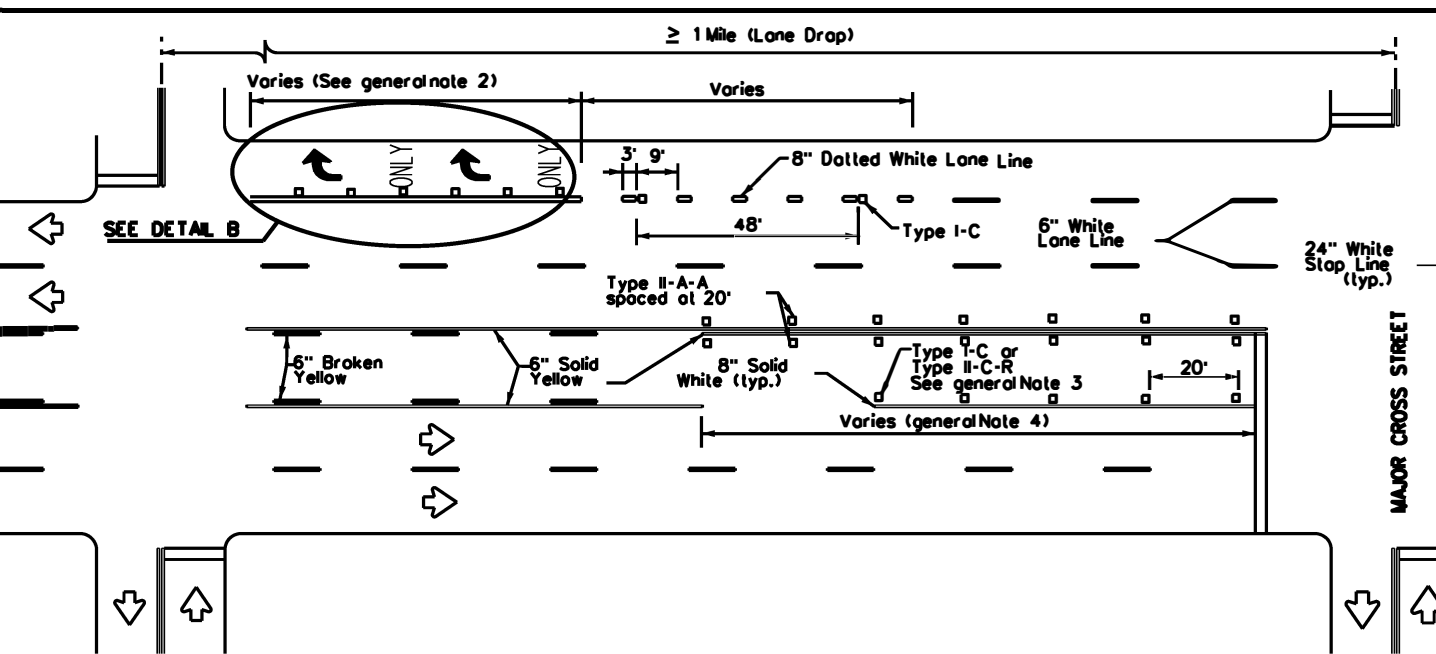 ≥ 1 Mile (Lane Drop)
Varies (See general note 2)
Varies
ONLY
ONLY
3'
9'
8" Dotted White Lane Line
SEE DETAIL B
48'
Type I-C
6" White
Lane Line
24" White
Stop Line
(typ.)
Type II-A-A
spaced at 20'
6" Broken
Yellow
6" Solid
Yellow
8" Solid
White (typ.)
Type I-C or
Type II-C-R
See general Note 3
20'
Varies (general Note 4)
MAJOR CROSS STREET